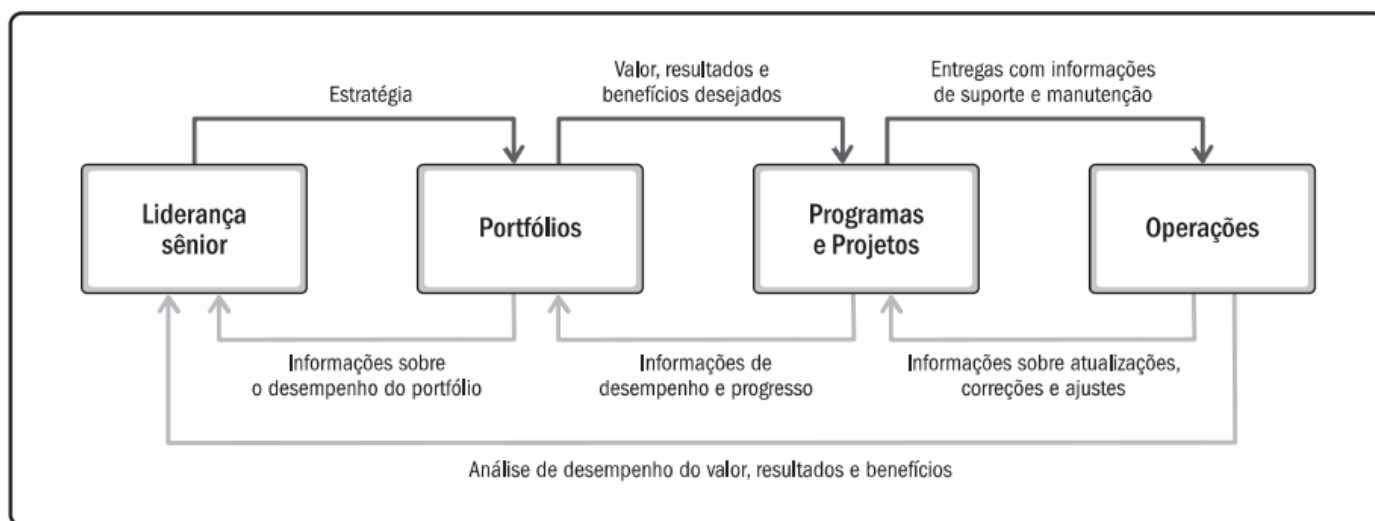 Estratégia
Valor, resultados e
benefícios desejados
Entregas com informações
de suporte e manutenção
Liderança
sênior
Portfólios
Programas
e Projetos
Operações
Informações sobre
o desempenho do portfólio
Informações de
desempenho e progresso
Informações sobre atualizações,
correções e ajustes
Análise de desempenho do valor, resultados e benefícios